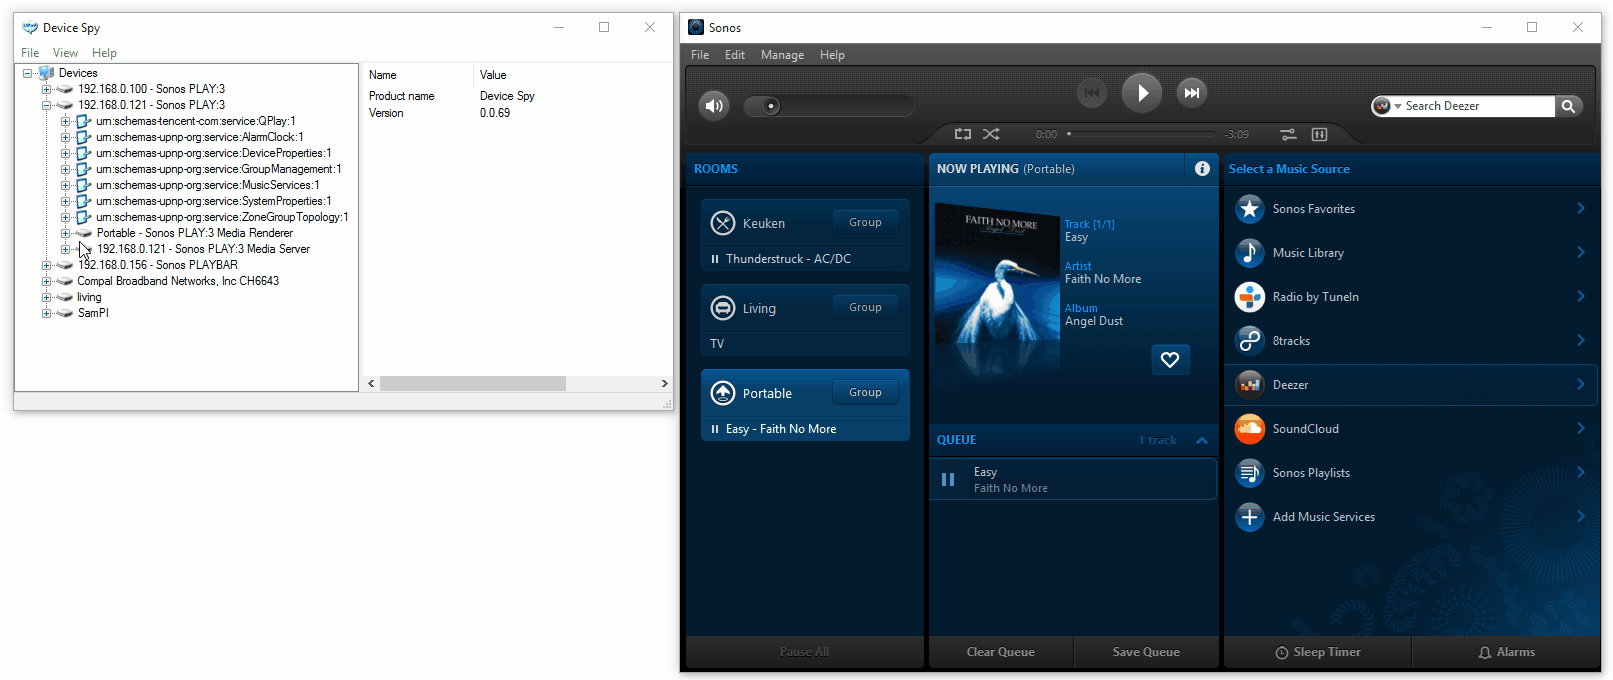 Device Spy
File View Help
Devices
192.168.0.100 - Sonos PLAY:3
192.168.0.121 - Sonos PLAY:3
urn:schemas-tencent-com:service:QPlay:1
urn:schemas-upnp-org:service:AlarmClock:1
urn:schemas-upnp-org:service:DeviceProperties:1
urn:schemas-upnp-org:service:GroupManagement:1
urn:schemas-upnp-org:service:MusicServices:1
urn:schemas-upnp-org:service:SystemProperties:1
urn:schemas-upnp-org:service:ZoneGroupTopology:1
Portable - Sonos PLAY:3 Media Renderer
192.168.0.121 - Sonos PLAY:3 Media Server
192.168.0.156 - Sonos PLAYBAR
Compal Broadband Networks, Inc CH6643
living
SamPI
Name Value
Product name Device Spy
Version 0.0.69
Sonos
File Edit Manage Help
Search Deezer
0:00 -3:09
ROOMS
Keuken Group
Thunderstruck - AC/DC
Living Group
TV
Portable Group
Easy - Faith No More
Pause All
NOW PLAYING (Portable)
FAITH NO MORE
Angel Dust
Track [1/1]
Easy
Artist
Faith No More
Album
Angel Dust
QUEUE 1 track
Easy
Faith No More
Clear Queue Save Queue
Select a Music Source
Sonos Favorites
Music Library
Radio by TuneIn
8tracks
Deezer
SoundCloud
Sonos Playlists
Add Music Services
Sleep Timer Alarms